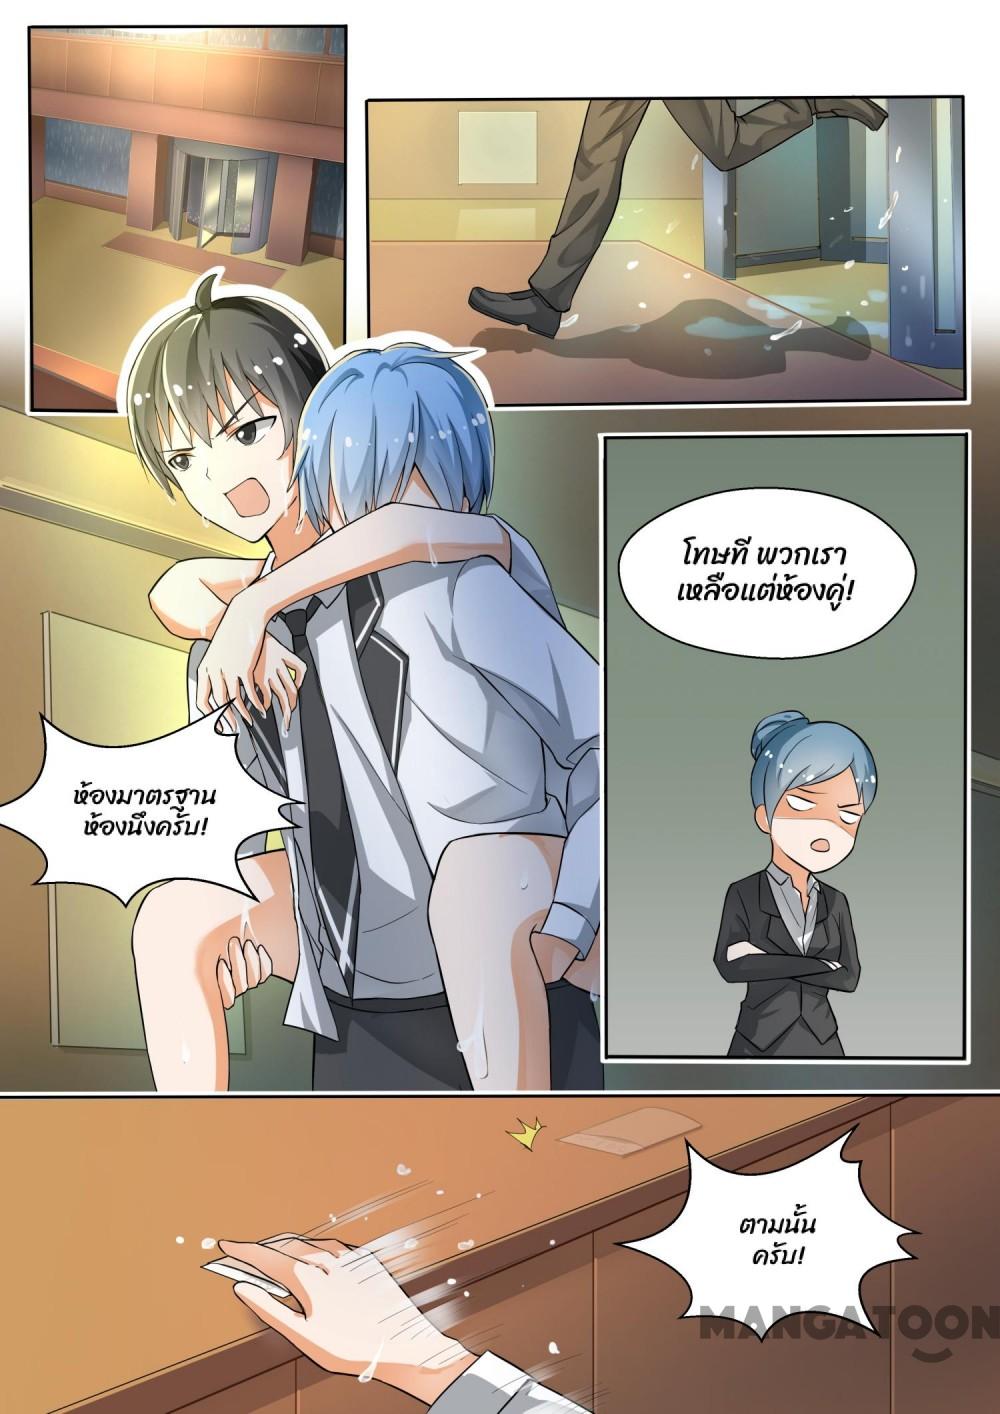 ห้องมาตรฐาน
ห้องนึงครับ!
โทษที พวกเรา
เหลือแต่ห้องคู่!
ตามนั้น
ครับ!
MANGATOON